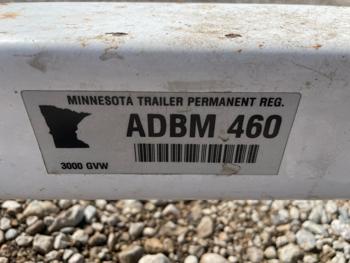 MINNESOTA TRAILER PERMANENT REG.
ADBM 460
3000 GVW